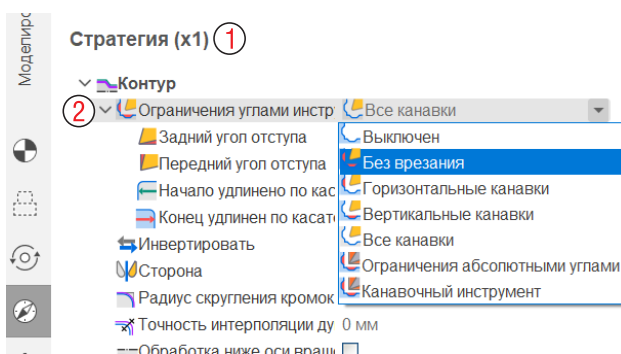 Моделиро
Стратегия (x1) 1
Контур
2 Ограничения углами инстр Все канавки
Задний угол отступа Выключен
Передний угол отступа Без врезания
Начало удлинено по кас Горизонтальные канавки
Конец удлинен по касат Вертикальные канавки
Инвертировать Все канавки
Сторона Ограничения абсолютными углами
Радиус скругления кромок Канавочный инструмент
Точность интерполяции ду 0 мм
Обработка ниже оси враще